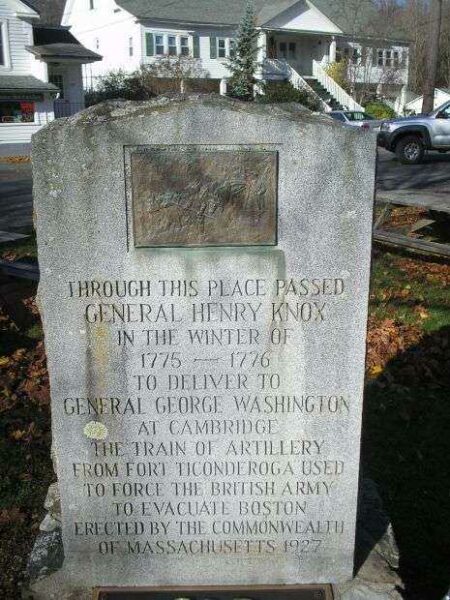 THROUGH THIS PLACE PASSED
GENERAL HENRY KNOX
IN THE WINTER OF
1775 — 1776
TO DELIVER TO
GENERAL GEORGE WASHINGTON
AT CAMBRIDGE
THE TRAIN OF ARTILLERY
FROM FORT TICONDEROGA USED
TO FORCE THE BRITISH ARMY
TO EVACUATE BOSTON
ERECTED BY THE COMMONWEALTH
OF MASSACHUSETTS 1927